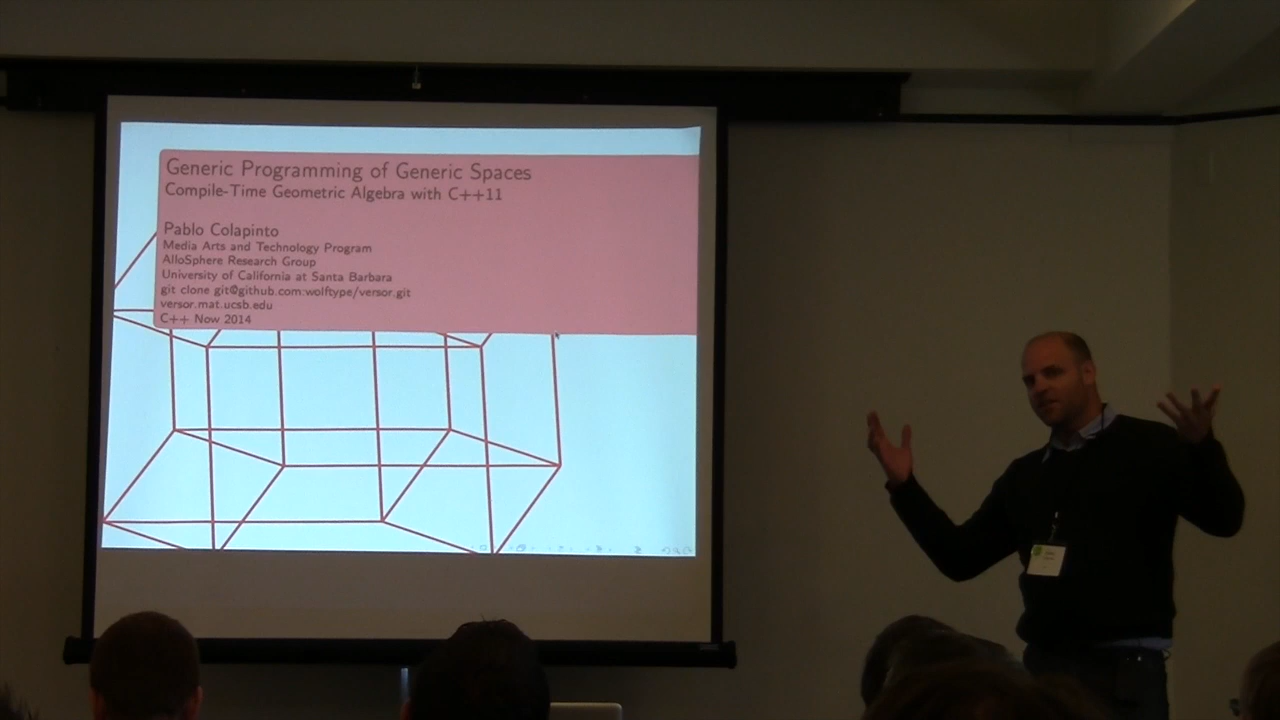 Generic Programming of Generic Spaces
Compile-Time Geometric Algebra with C++11
Pablo Colapinto
Media Arts and Technology Program
AlloSphere Research Group
University of California at Santa Barbara
git clone git@github.com:wolftype/versor.git
versor.mat.ucsb.edu
C++ Now 2014